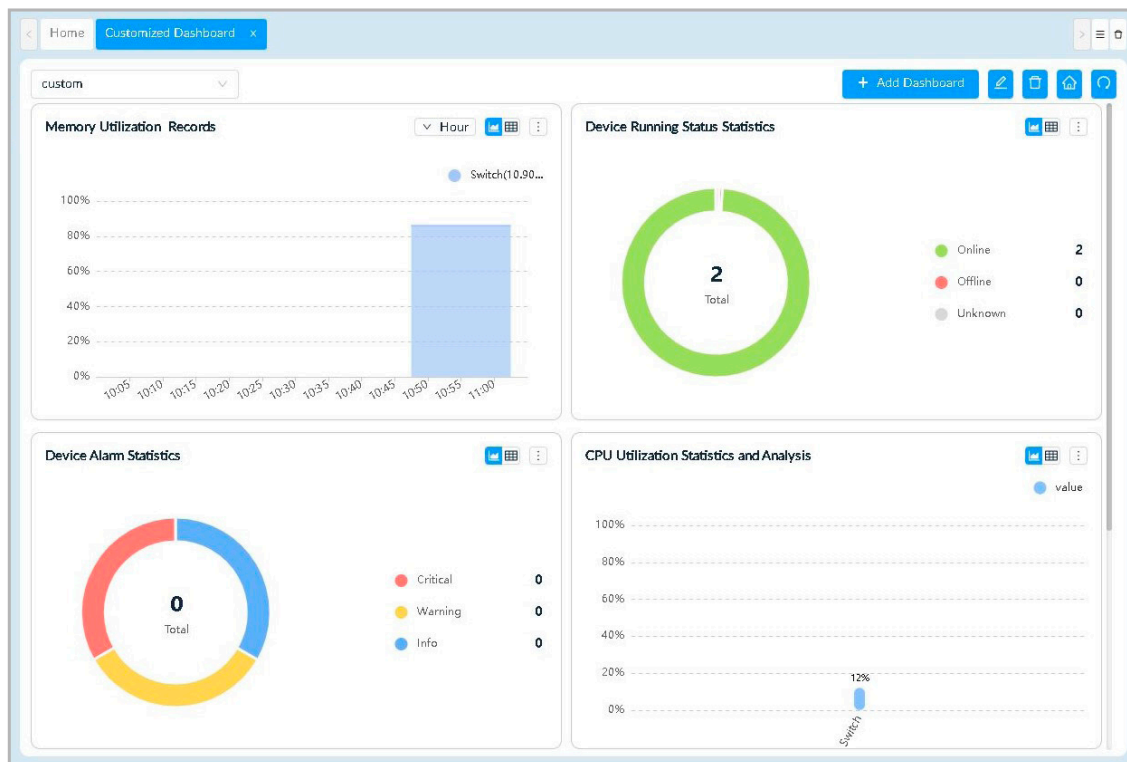 Home
Customized Dashboard x
custom
+ Add Dashboard
Memory Utilization Records
Hour
Switch(10.90...
100%
80%
60%
40%
20%
0%
10:05 10:10 10:15 10:20 10:25 10:30 10:35 10:40 10:45 10:50 10:55 11:00
Device Running Status Statistics
2
Total
Online 2
Offline 0
Unknown 0
Device Alarm Statistics
0
Total
Critical 0
Warning 0
Info 0
CPU Utilization Statistics and Analysis
value
100%
80%
60%
40%
20%
0%
12%
Switch